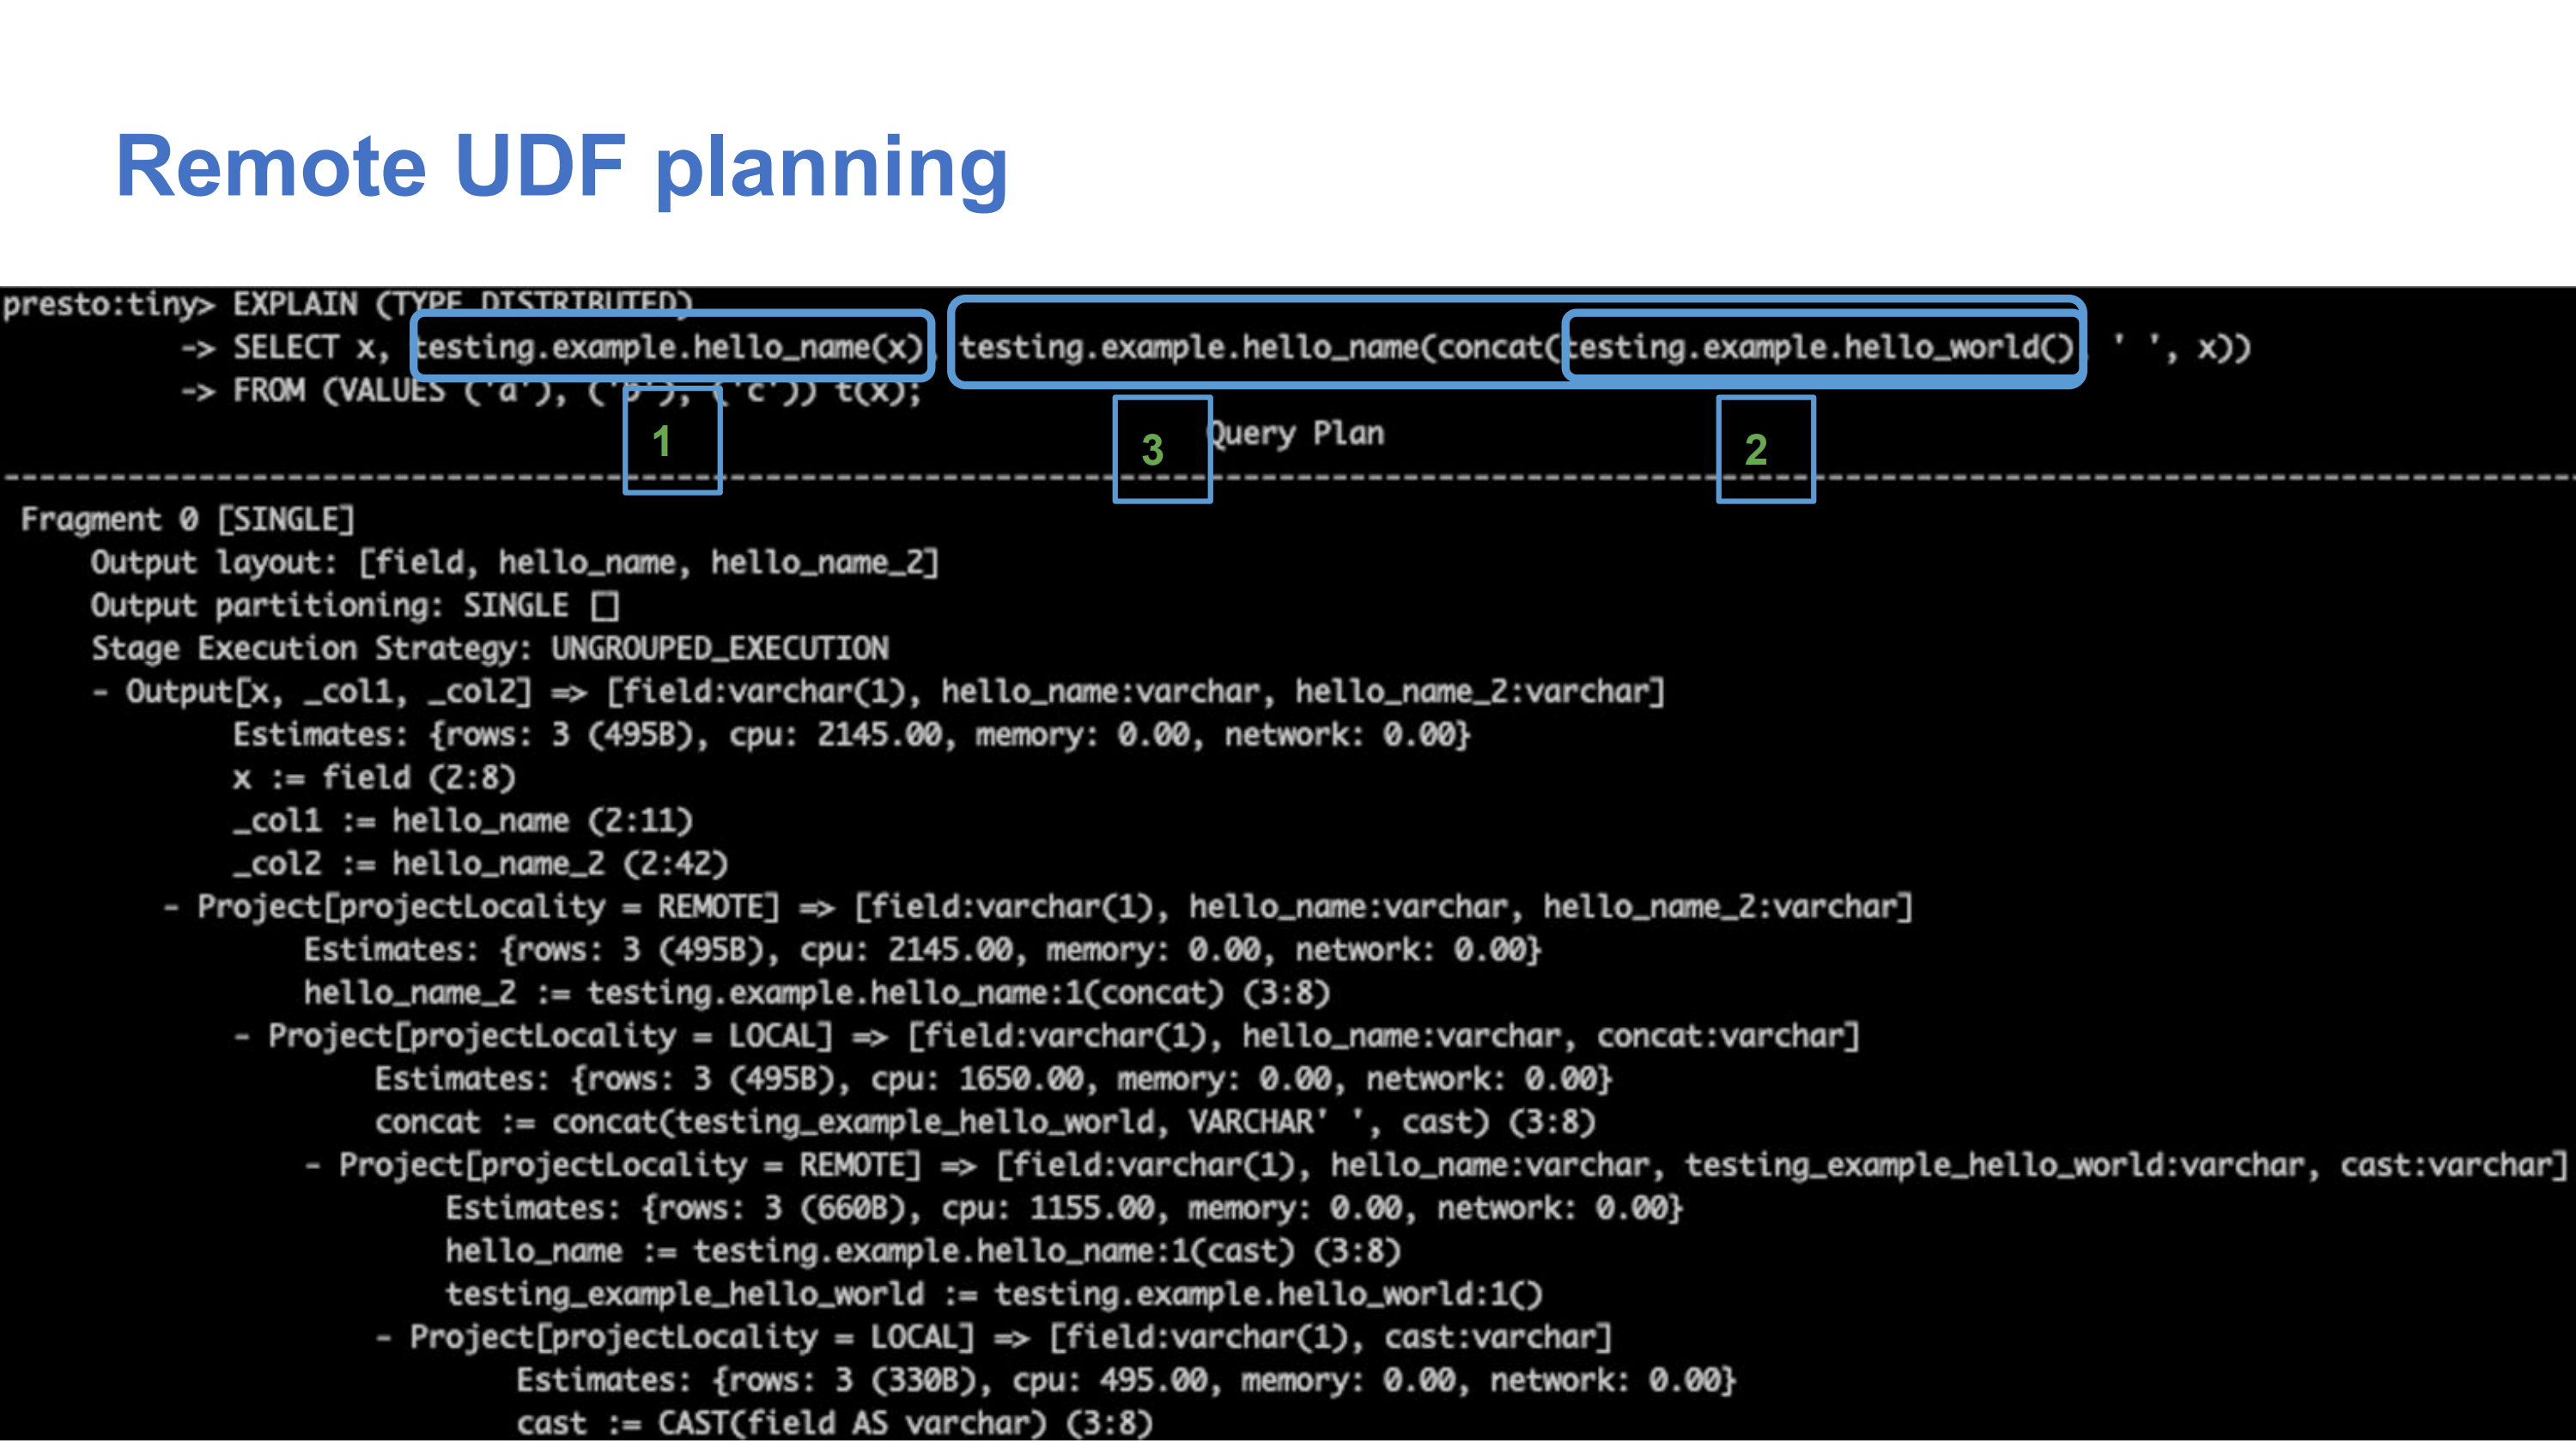 Remote UDF planning
presto:tiny> EXPLAIN (TYPE DISTRIBUTED)
-> SELECT x, testing.example.hello_name(x), testing.example.hello_name(concat(testing.example.hello_world(), ' ', x))
-> FROM (VALUES ('a'), ('b'), ('c')) t(x);
1
3
2
Query Plan
--------------------------------------------------------------------------------
Fragment 0 [SINGLE]
Output layout: [field, hello_name, hello_name_2]
Output partitioning: SINGLE []
Stage Execution Strategy: UNGROUPED_EXECUTION
- Output[x, _col1, _col2] => [field:varchar(1), hello_name:varchar, hello_name_2:varchar]
Estimates: {rows: 3 (495B), cpu: 2145.00, memory: 0.00, network: 0.00}
x := field (2:8)
_col1 := hello_name (2:11)
_col2 := hello_name_2 (2:42)
- Project[projectLocality = REMOTE] => [field:varchar(1), hello_name:varchar, hello_name_2:varchar]
Estimates: {rows: 3 (495B), cpu: 2145.00, memory: 0.00, network: 0.00}
hello_name_2 := testing.example.hello_name:1(concat) (3:8)
- Project[projectLocality = LOCAL] => [field:varchar(1), hello_name:varchar, concat:varchar]
Estimates: {rows: 3 (495B), cpu: 1650.00, memory: 0.00, network: 0.00}
concat := concat(testing_example_hello_world, VARCHAR' ', cast) (3:8)
- Project[projectLocality = REMOTE] => [field:varchar(1), hello_name:varchar, testing_example_hello_world:varchar, cast:varchar]
Estimates: {rows: 3 (660B), cpu: 1155.00, memory: 0.00, network: 0.00}
hello_name := testing.example.hello_name:1(cast) (3:8)
testing_example_hello_world := testing.example.hello_world:1()
- Project[projectLocality = LOCAL] => [field:varchar(1), cast:varchar]
Estimates: {rows: 3 (330B), cpu: 495.00, memory: 0.00, network: 0.00}
cast := CAST(field AS varchar) (3:8)